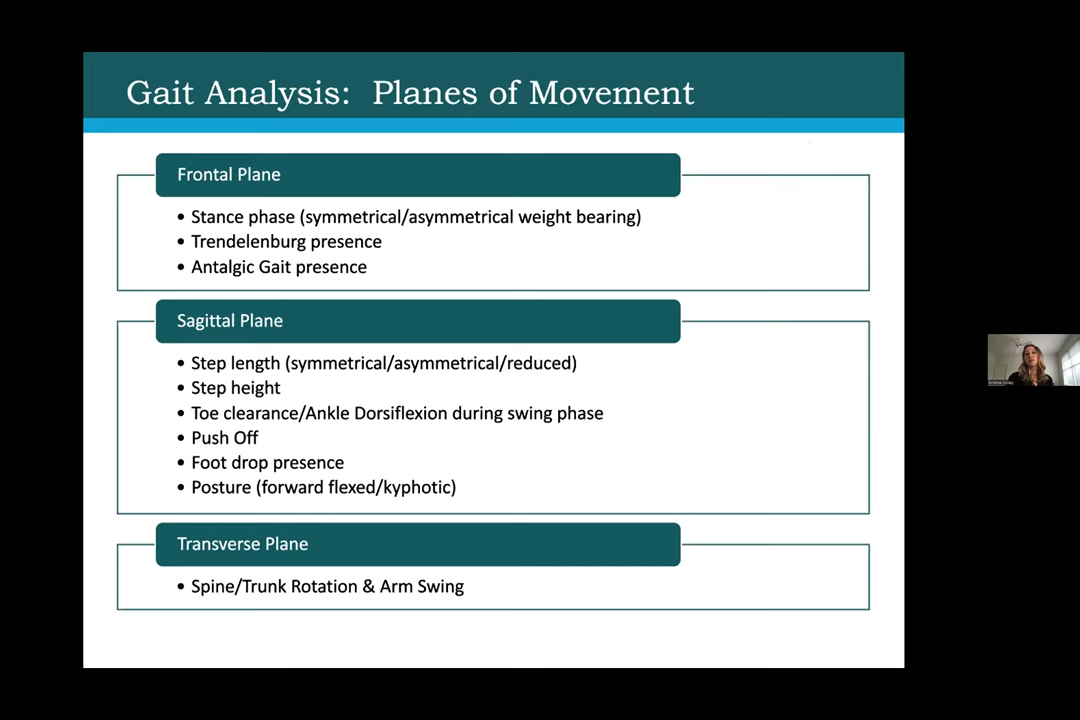 Gait Analysis: Planes of Movement
Frontal Plane
• Stance phase (symmetrical/asymmetrical weight bearing)
• Trendelenburg presence
• Antalgic Gait presence
Sagittal Plane
• Step length (symmetrical/asymmetrical/reduced)
• Step height
• Toe clearance/Ankle Dorsiflexion during swing phase
• Push Off
• Foot drop presence
• Posture (forward flexed/kyphotic)
Transverse Plane
• Spine/Trunk Rotation & Arm Swing